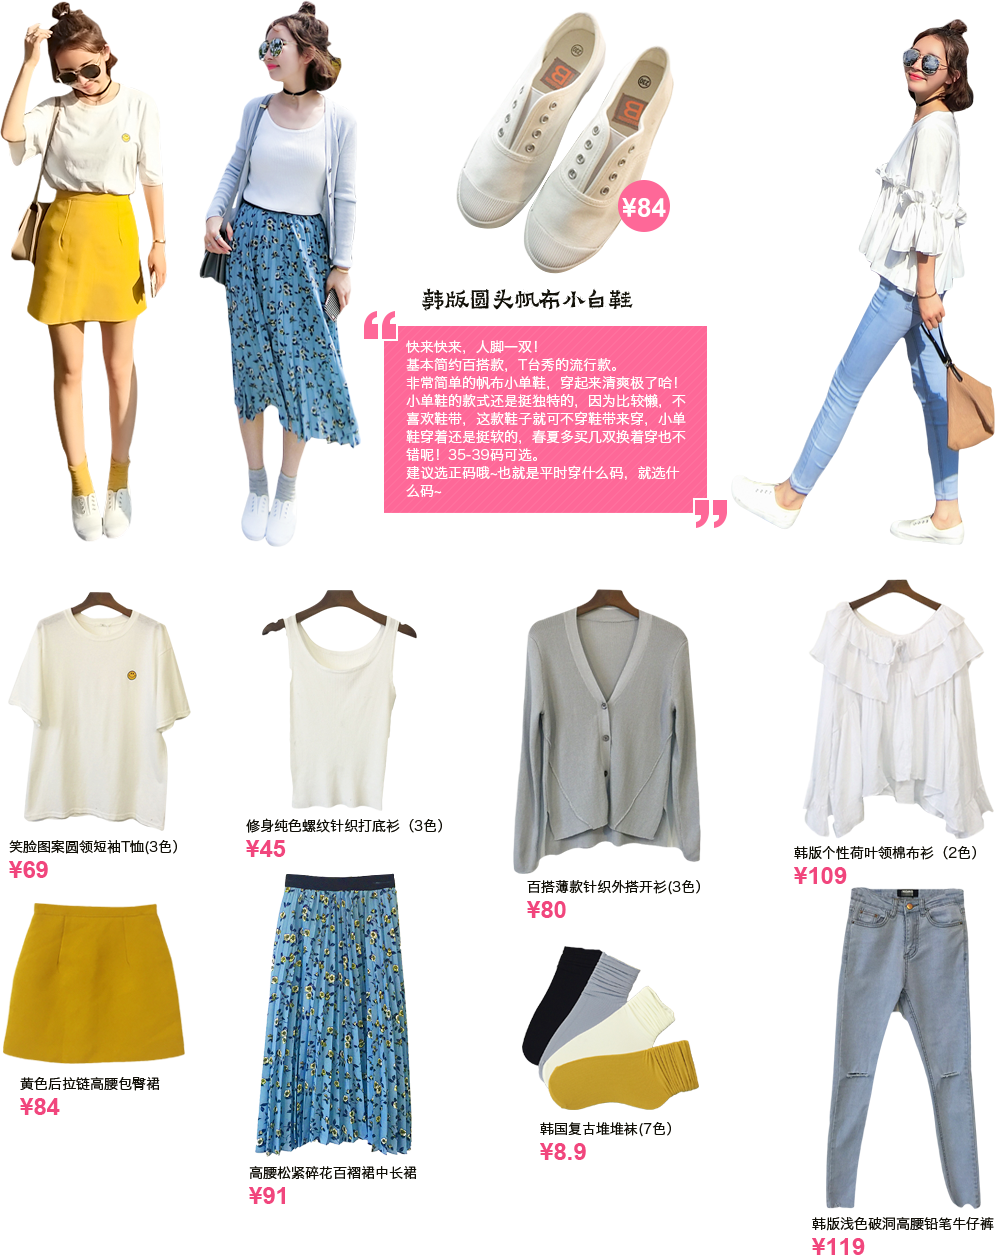 ¥84
韩版圆头帆布小白鞋
快来快来，人脚一双！
基本简约百搭款，T台秀的流行款。
非常简单的帆布小单鞋，穿起来清爽极了哈！
小单鞋的款式还是挺独特的，因为比较懒，不
喜欢鞋带，这款鞋子就可不穿鞋带来穿，小单
鞋穿着还是挺软的，春夏多买几双换着穿也不
错呢！35-39码可选。
建议选正码哦~也就是平时穿什么码，就选什
么码~
笑脸图案圆领短袖T恤(3色)
¥69
修身纯色螺纹针织打底衫（3色）
¥45
百搭薄款针织外搭开衫(3色)
¥80
韩版个性荷叶领棉布衫（2色）
¥109
黄色后拉链高腰包臀裙
¥84
高腰松紧碎花百褶裙中长裙
¥91
韩国复古堆堆袜(7色)
¥8.9
韩版浅色破洞高腰铅笔牛仔裤
¥119